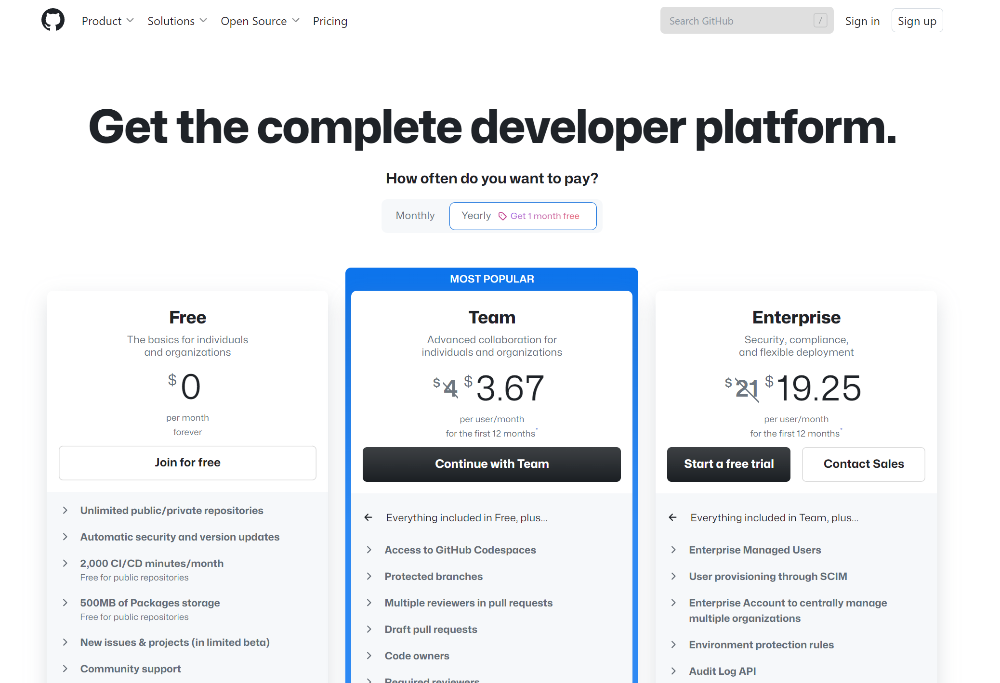 Product
Solutions
Open Source
Pricing
Search GitHub
/
Sign in
Sign up
Get the complete developer platform.
How often do you want to pay?
Monthly
Yearly
Get 1 month free
MOST POPULAR
Free
The basics for individuals
and organizations
$0
per month
forever
Join for free
Unlimited public/private repositories
Automatic security and version updates
2,000 CI/CD minutes/month
Free for public repositories
500MB of Packages storage
Free for public repositories
New issues & projects (in limited beta)
Community support
Team
Advanced collaboration for
individuals and organizations
$4 $3.67
per user/month
for the first 12 months*
Continue with Team
Everything included in Free, plus...
Access to GitHub Codespaces
Protected branches
Multiple reviewers in pull requests
Draft pull requests
Code owners
Required reviewers
Enterprise
Security, compliance,
and flexible deployment
$21 $19.25
per user/month
for the first 12 months*
Start a free trial
Contact Sales
Everything included in Team, plus...
Enterprise Managed Users
User provisioning through SCIM
Enterprise Account to centrally manage
multiple organizations
Environment protection rules
Audit Log API